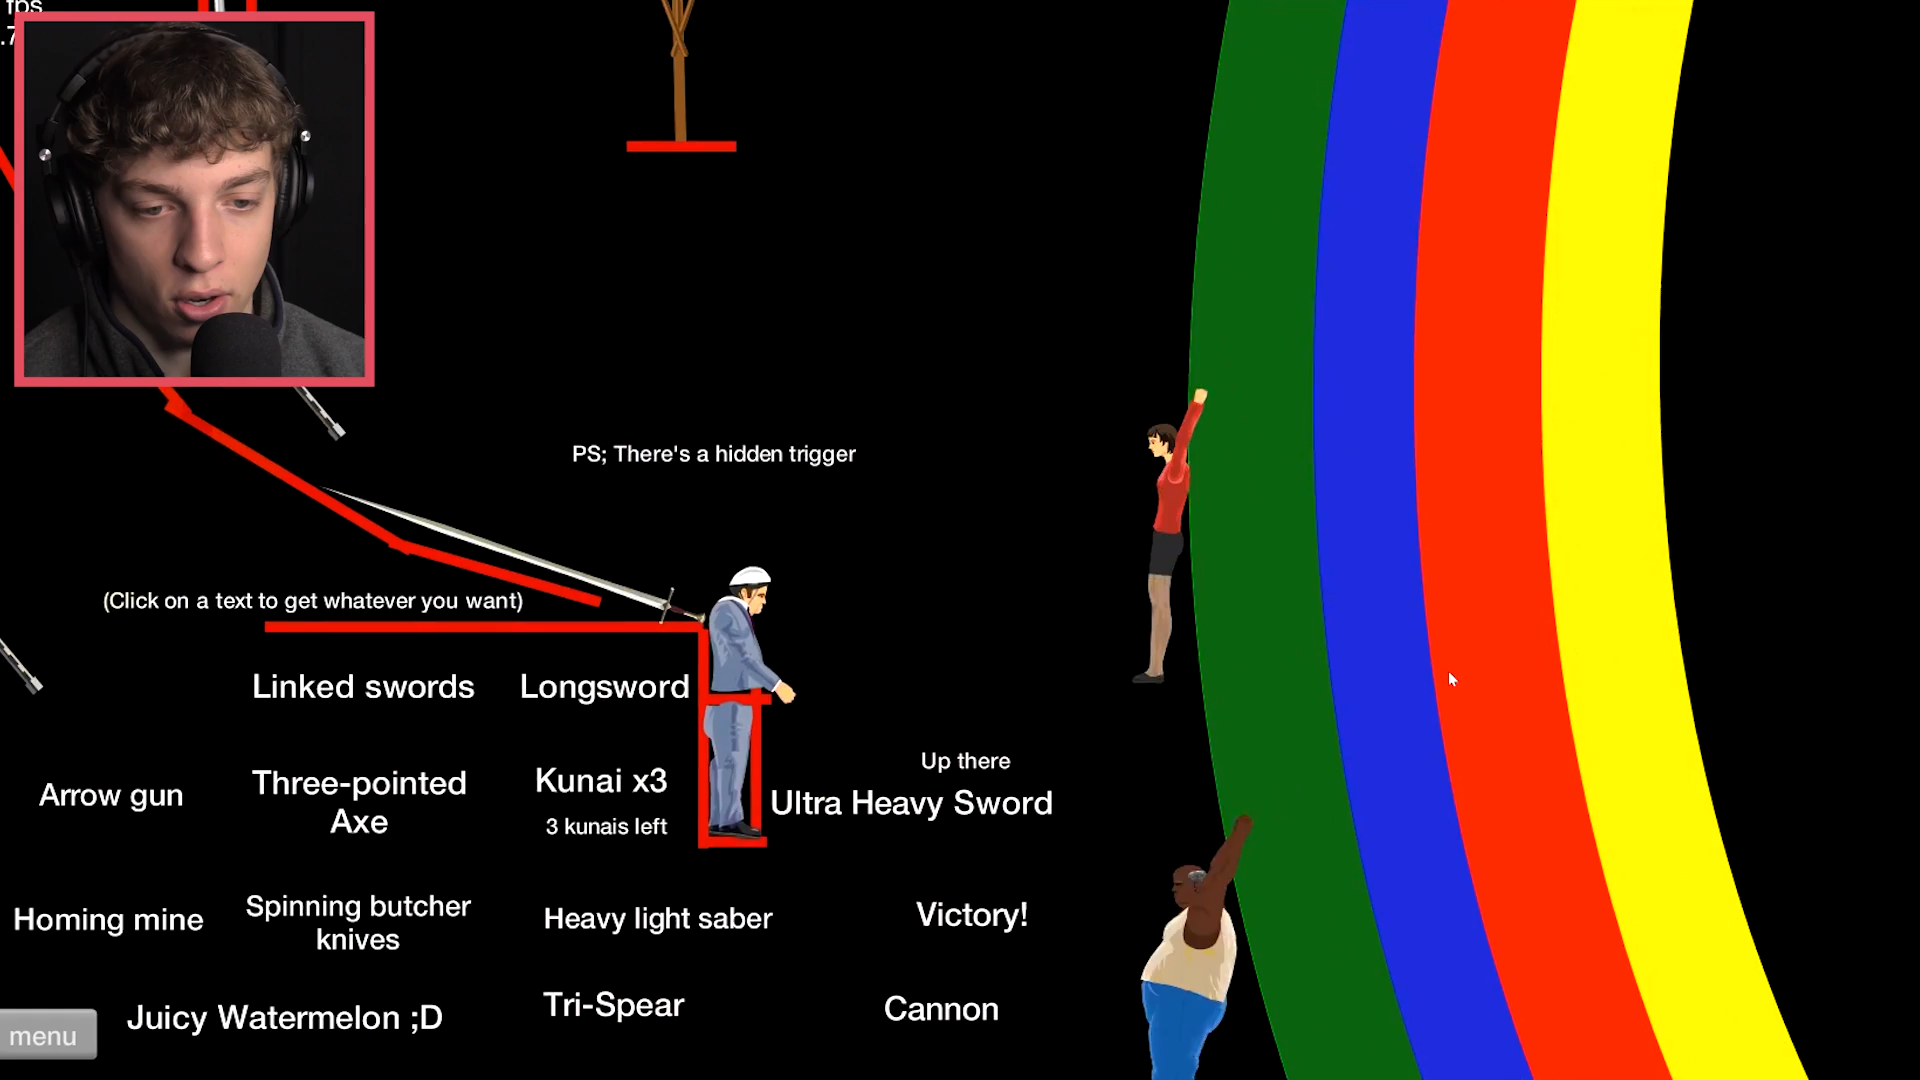 fps
.7
PS; There's a hidden trigger
(Click on a text to get whatever you want)
Linked swords
Longsword
Up there
Arrow gun
Three-pointed
Axe
Kunai x3
3 kunais left
Ultra Heavy Sword
Homing mine
Spinning butcher
knives
Heavy light saber
Victory!
Juicy Watermelon ;D
Tri-Spear
Cannon
menu